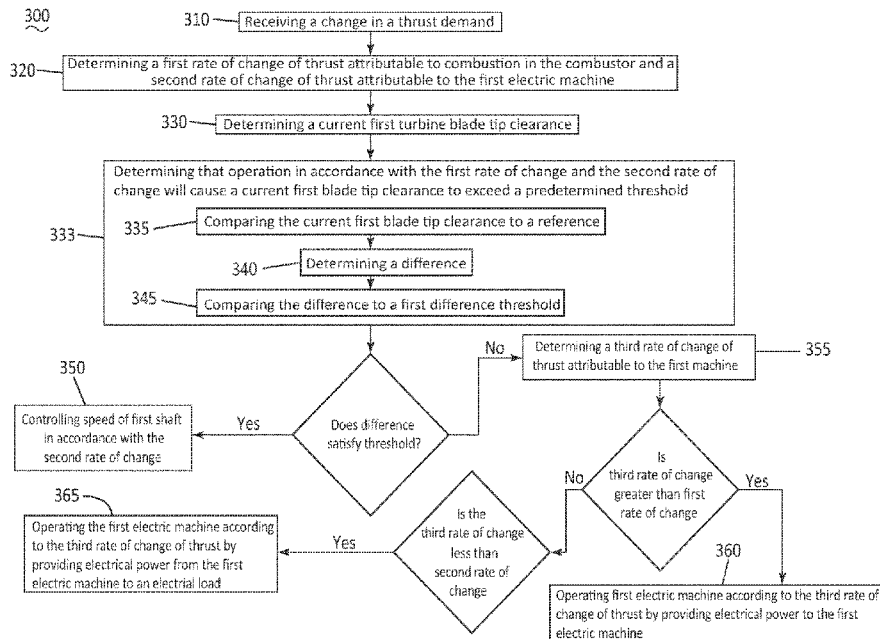 300
310
Receiving a change in a thrust demand
320
Determining a first rate of change of thrust attributable to combustion in the combustor and a
second rate of change of thrust attributable to the first electric machine
330
Determining a current first turbine blade tip clearance
333
Determining that operation in accordance with the first rate of change and the second rate of
change will cause a current first blade tip clearance to exceed a predetermined threshold
335
Comparing the current first blade tip clearance to a reference
340
Determining a difference
345
Comparing the difference to a first difference threshold
Does difference
satisfy threshold?
Yes
350
Controlling speed of first shaft
in accordance with the
second rate of change
No
Determining a third rate of change of
thrust attributable to the first machine
355
Is
third rate of change
greater than first
rate of change
No
Yes
Is the
third rate of change
less than
second rate of
change
Yes
365
Operating the first electric machine according
to the third rate of change of thrust by
providing electrical power from the first
electric machine to an electrial load
360
Operating first electric machine according to the third rate of
change of thrust by providing electrical power to the first
electric machine